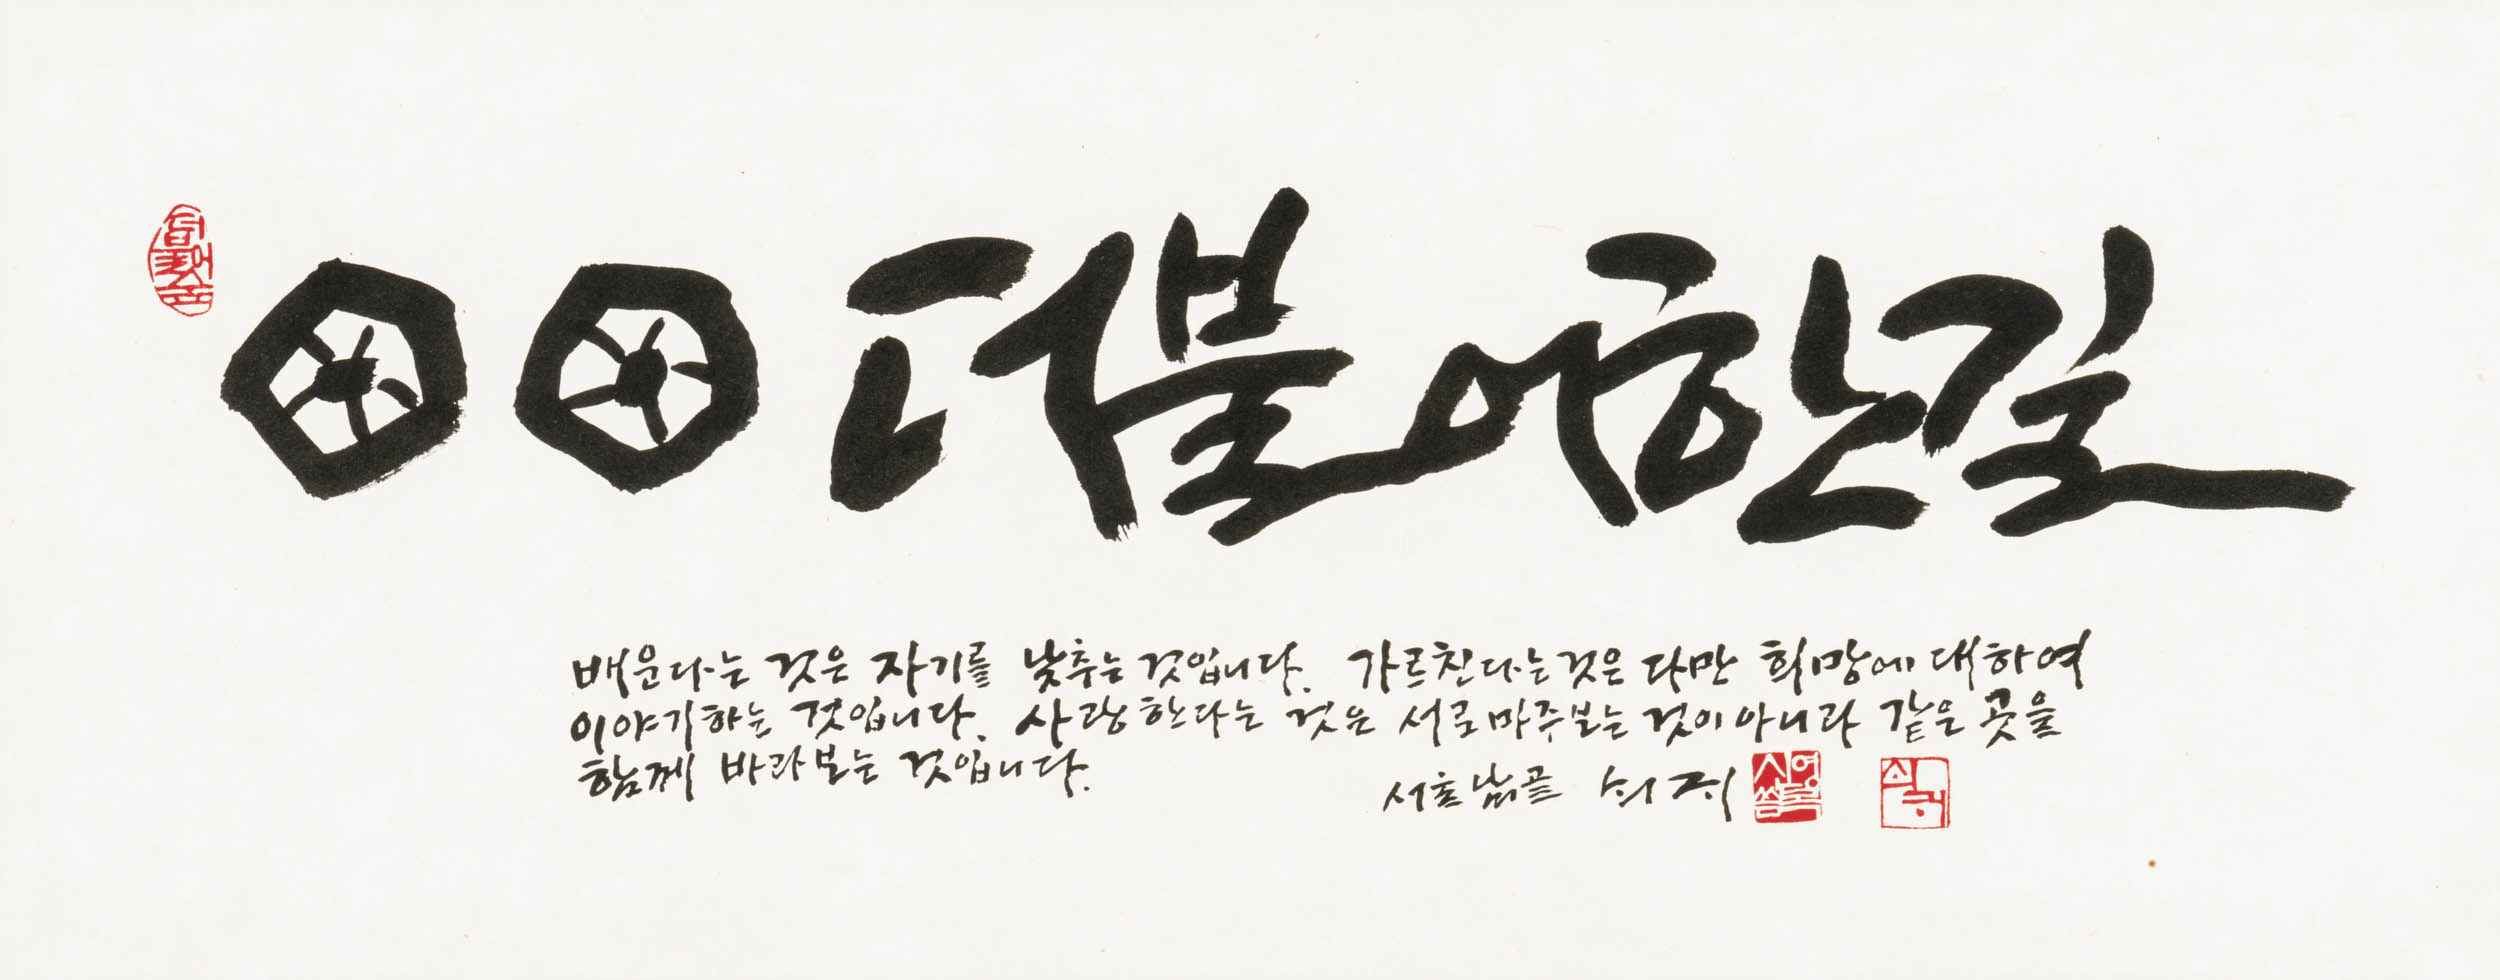 더불어한길
배운다는 것은 자기를 낮추는 것입니다. 가르친다는 것은 다만 희망에 대하여
이야기하는 것입니다. 사랑한다는 것은 서로 마주보는 것이 아니라 같은 곳을
함께 바라보는 것입니다.
서호남골 쇠귀